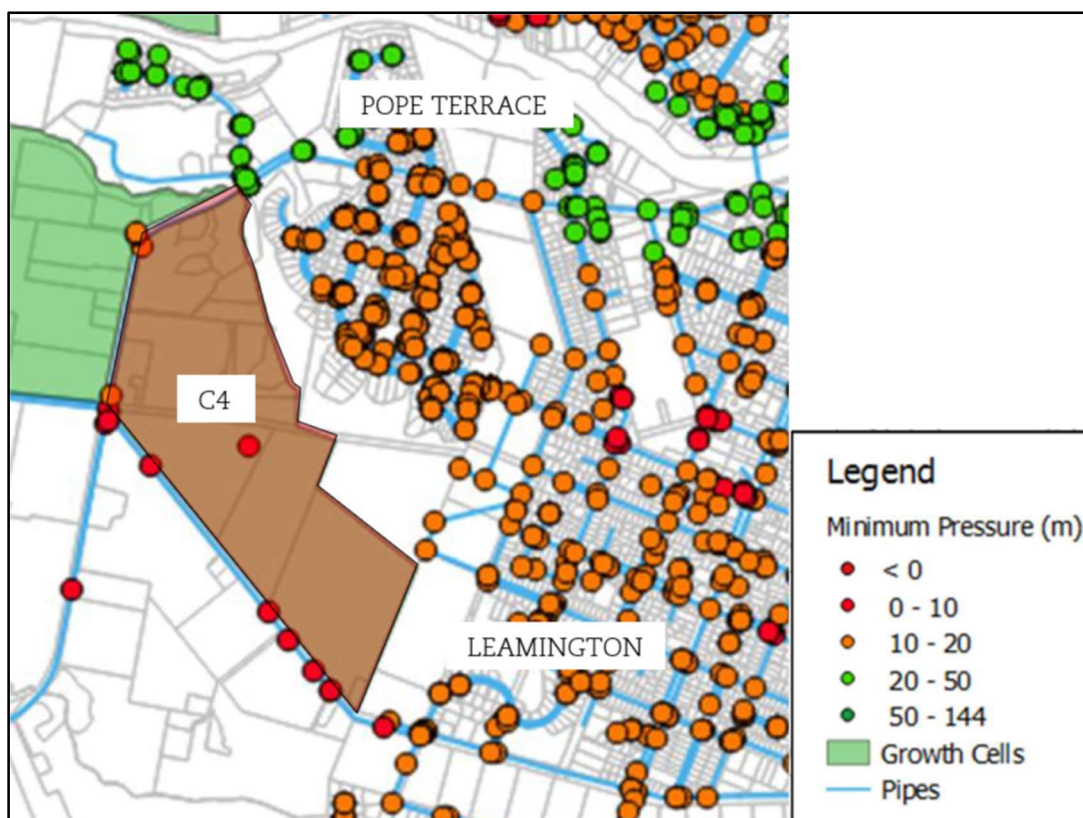 POPE TERRACE
C4
LEAMINGTON
Legend
Minimum Pressure (m)
< 0
0 - 10
10 - 20
20 - 50
50 - 144
Growth Cells
Pipes